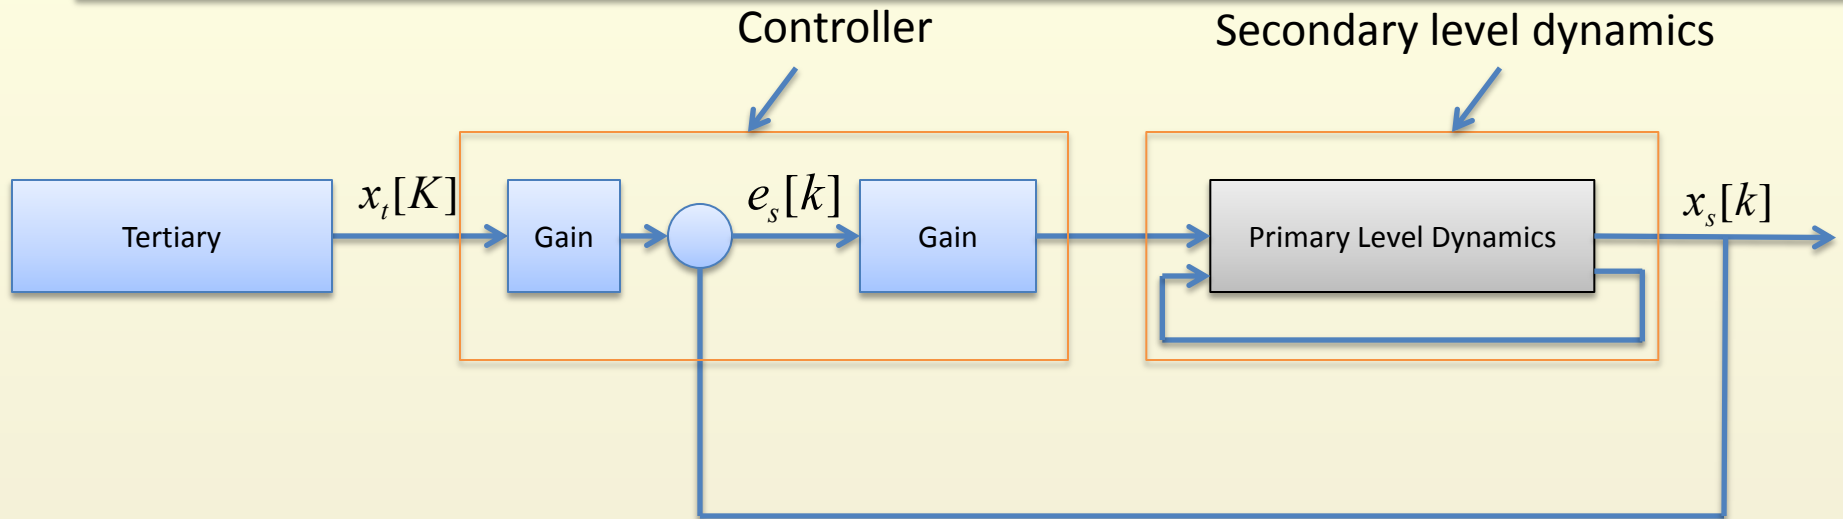 Controller
Secondary level dynamics
Tertiary
x_t[K]
Gain
e_s[k]
Gain
Primary Level Dynamics
x_s[k]